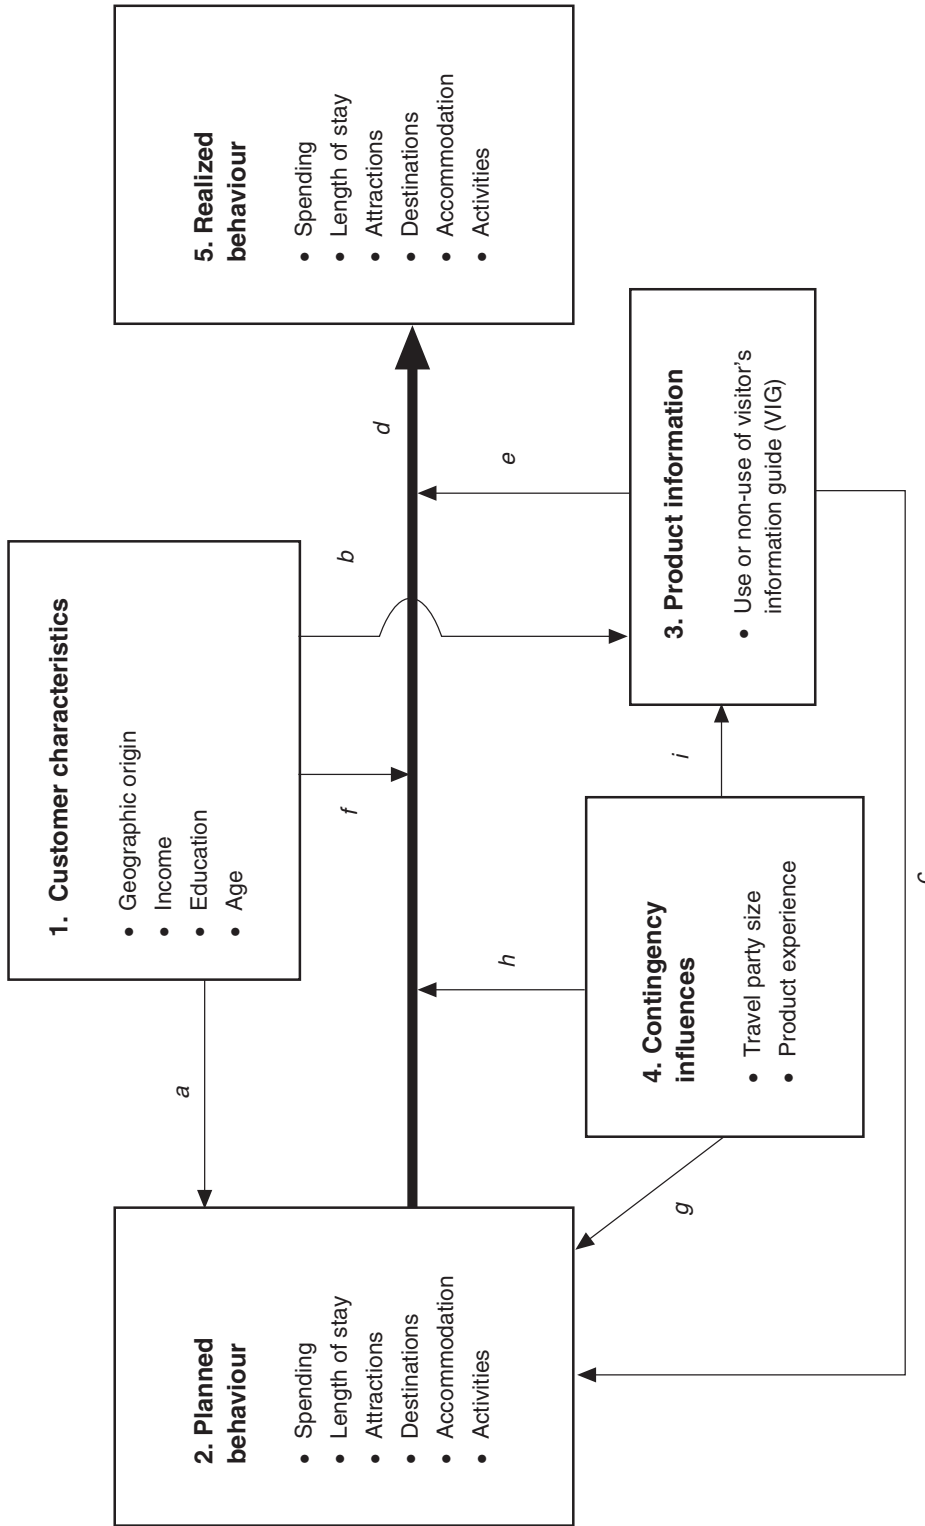 1. Customer characteristics
• Geographic origin
• Income
• Education
• Age
a
f
b
2. Planned
behaviour
• Spending
• Length of stay
• Attractions
• Destinations
• Accommodation
• Activities
d
5. Realized
behaviour
• Spending
• Length of stay
• Attractions
• Destinations
• Accommodation
• Activities
h
e
g
4. Contingency
influences
• Travel party size
• Product experience
i
3. Product information
• Use or non-use of visitor's
information guide (VIG)
c